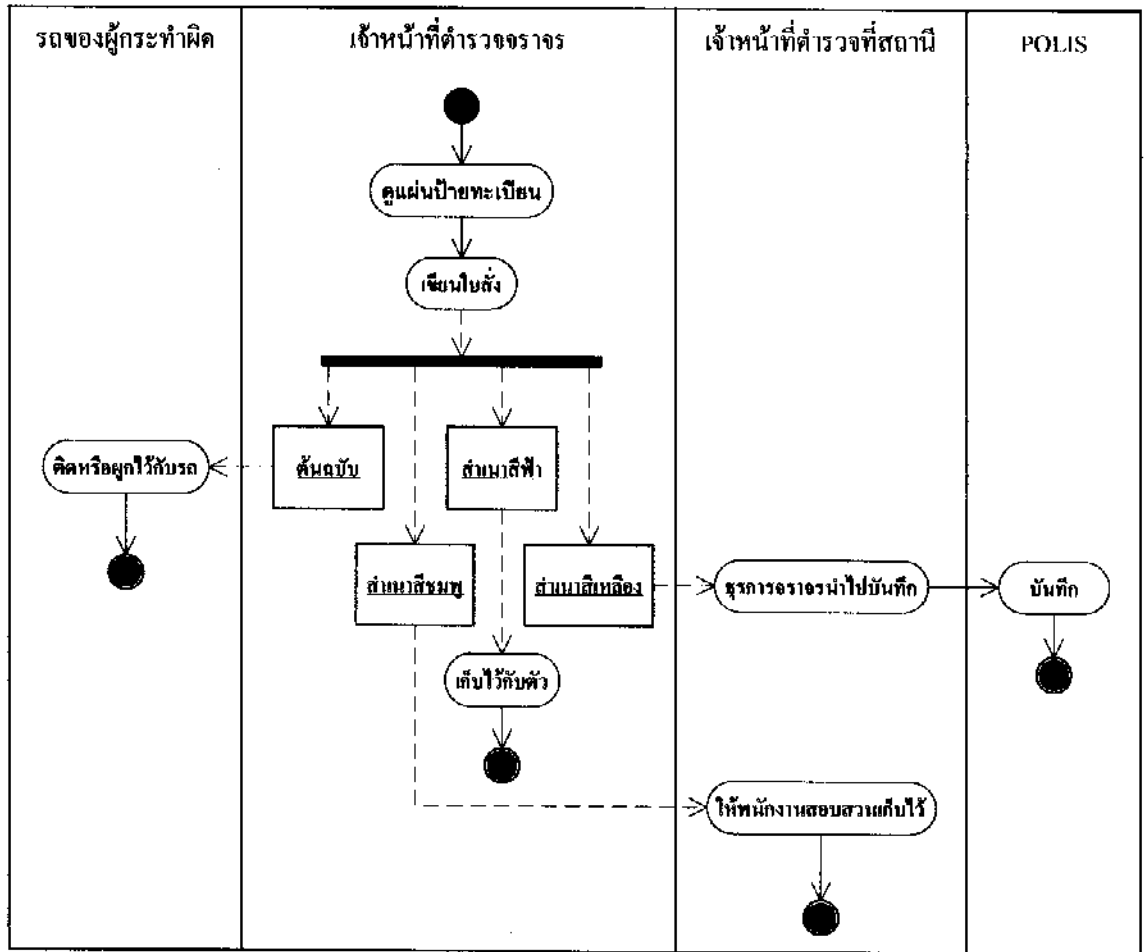 รถของผู้กระทำผิด
เจ้าหน้าที่ตำรวจจราจร
เจ้าหน้าที่ตำรวจที่สถานี
POLIS
ดูแผ่นป้ายทะเบียน
เขียนใบสั่ง
ติดหรือผูกไว้กับรถ
ต้นฉบับ
สำเนาสีฟ้า
สำเนาสีชมพู
สำเนาสีเหลือง
ธุรการจราจรนำไปบันทึก
บันทึก
เก็บไว้กับตัว
ให้พนักงานสอบสวนเก็บไว้